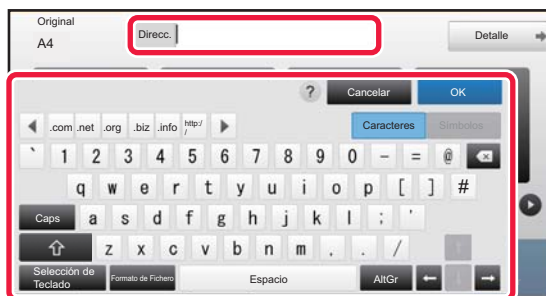 Original
A4
Direcc.
Detalle
? Cancelar OK
.com .net .org .biz .info http:/
/
Caracteres Símbolos
` 1 2 3 4 5 6 7 8 9 0 - = @
q w e r t y u i o p [ ] #
Caps a s d f g h j k l ; '
z x c v b n m , . /
Selección de
Teclado
Formato de Fichero Espacio AltGr